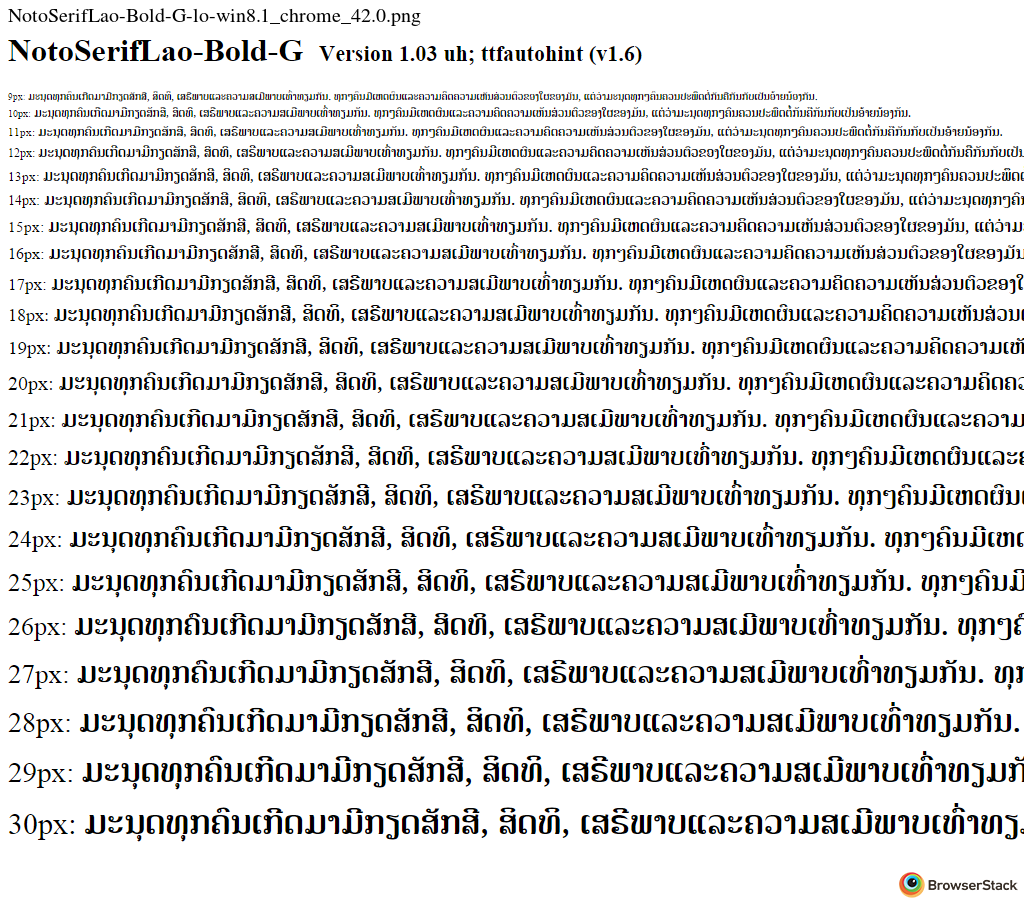 NotoSerifLao-Bold-G-lo-win8.1_chrome_42.0.png
NotoSerifLao-Bold-G Version 1.03 uh; ttfautohint (v1.6)
9px: ມະນຸດທຸກຄົນເກີດມາມີກຽດສັກສີ, ສິດທິ, ເສຣີພາບແລະຄວາມສເມີພາບເທົ່າທຽມກັນ. ທຸກໆຄົນມີເຫດຜົນແລະຄວາມຄິດຄວາມເຫັນສ່ວນຕົວຂອງໃຜຂອງມັນ, ແຕ່ວ່າມະນຸດທຸກໆຄົນຄວນປະພຶດຕໍ່ກັນຄືກັນກັບເປັນອ້າຍນ້ອງກັນ.
10px: ມະນຸດທຸກຄົນເກີດມາມີກຽດສັກສີ, ສິດທິ, ເສຣີພາບແລະຄວາມສເມີພາບເທົ່າທຽມກັນ. ທຸກໆຄົນມີເຫດຜົນແລະຄວາມຄິດຄວາມເຫັນສ່ວນຕົວຂອງໃຜຂອງມັນ, ແຕ່ວ່າມະນຸດທຸກໆຄົນຄວນປະພຶດຕໍ່ກັນຄືກັນກັບເປັນອ້າຍນ້ອງກັນ.
11px: ມະນຸດທຸກຄົນເກີດມາມີກຽດສັກສີ, ສິດທິ, ເສຣີພາບແລະຄວາມສເມີພາບເທົ່າທຽມກັນ. ທຸກໆຄົນມີເຫດຜົນແລະຄວາມຄິດຄວາມເຫັນສ່ວນຕົວຂອງໃຜຂອງມັນ, ແຕ່ວ່າມະນຸດທຸກໆຄົນຄວນປະພຶດຕໍ່ກັນຄືກັນກັບເປັນອ້າຍນ້ອງກັນ.
12px: ມະນຸດທຸກຄົນເກີດມາມີກຽດສັກສີ, ສິດທິ, ເສຣີພາບແລະຄວາມສເມີພາບເທົ່າທຽມກັນ. ທຸກໆຄົນມີເຫດຜົນແລະຄວາມຄິດຄວາມເຫັນສ່ວນຕົວຂອງໃຜຂອງມັນ, ແຕ່ວ່າມະນຸດທຸກໆຄົນຄວນປະພຶດຕໍ່ກັນຄືກັນກັບເປັນ
13px: ມະນຸດທຸກຄົນເກີດມາມີກຽດສັກສີ, ສິດທິ, ເສຣີພາບແລະຄວາມສເມີພາບເທົ່າທຽມກັນ. ທຸກໆຄົນມີເຫດຜົນແລະຄວາມຄິດຄວາມເຫັນສ່ວນຕົວຂອງໃຜຂອງມັນ, ແຕ່ວ່າມະນຸດທຸກໆຄົນຄວນປະພຶດ
14px: ມະນຸດທຸກຄົນເກີດມາມີກຽດສັກສີ, ສິດທິ, ເສຣີພາບແລະຄວາມສເມີພາບເທົ່າທຽມກັນ. ທຸກໆຄົນມີເຫດຜົນແລະຄວາມຄິດຄວາມເຫັນສ່ວນຕົວຂອງໃຜຂອງມັນ, ແຕ່ວ່າມະນຸດທຸກໆຄົນ
15px: ມະນຸດທຸກຄົນເກີດມາມີກຽດສັກສີ, ສິດທິ, ເສຣີພາບແລະຄວາມສເມີພາບເທົ່າທຽມກັນ. ທຸກໆຄົນມີເຫດຜົນແລະຄວາມຄິດຄວາມເຫັນສ່ວນຕົວຂອງໃຜຂອງມັນ, ແຕ່ວ່າມ
16px: ມະນຸດທຸກຄົນເກີດມາມີກຽດສັກສີ, ສິດທິ, ເສຣີພາບແລະຄວາມສເມີພາບເທົ່າທຽມກັນ. ທຸກໆຄົນມີເຫດຜົນແລະຄວາມຄິດຄວາມເຫັນສ່ວນຕົວຂອງໃຜຂອງມັນ
17px: ມະນຸດທຸກຄົນເກີດມາມີກຽດສັກສີ, ສິດທິ, ເສຣີພາບແລະຄວາມສເມີພາບເທົ່າທຽມກັນ. ທຸກໆຄົນມີເຫດຜົນແລະຄວາມຄິດຄວາມເຫັນສ່ວນຕົວຂອງໃ
18px: ມະນຸດທຸກຄົນເກີດມາມີກຽດສັກສີ, ສິດທິ, ເສຣີພາບແລະຄວາມສເມີພາບເທົ່າທຽມກັນ. ທຸກໆຄົນມີເຫດຜົນແລະຄວາມຄິດຄວາມເຫັນສ່ວນ
19px: ມະນຸດທຸກຄົນເກີດມາມີກຽດສັກສີ, ສິດທິ, ເສຣີພາບແລະຄວາມສເມີພາບເທົ່າທຽມກັນ. ທຸກໆຄົນມີເຫດຜົນແລະຄວາມຄິດຄວາມເຫັ
20px: ມະນຸດທຸກຄົນເກີດມາມີກຽດສັກສີ, ສິດທິ, ເສຣີພາບແລະຄວາມສເມີພາບເທົ່າທຽມກັນ. ທຸກໆຄົນມີເຫດຜົນແລະຄວາມຄິດຄວ
21px: ມະນຸດທຸກຄົນເກີດມາມີກຽດສັກສີ, ສິດທິ, ເສຣີພາບແລະຄວາມສເມີພາບເທົ່າທຽມກັນ. ທຸກໆຄົນມີເຫດຜົນແລະຄວາມ
22px: ມະນຸດທຸກຄົນເກີດມາມີກຽດສັກສີ, ສິດທິ, ເສຣີພາບແລະຄວາມສເມີພາບເທົ່າທຽມກັນ. ທຸກໆຄົນມີເຫດຜົນແລະຄ
23px: ມະນຸດທຸກຄົນເກີດມາມີກຽດສັກສີ, ສິດທິ, ເສຣີພາບແລະຄວາມສເມີພາບເທົ່າທຽມກັນ. ທຸກໆຄົນມີເຫດຜົນ
24px: ມະນຸດທຸກຄົນເກີດມາມີກຽດສັກສີ, ສິດທິ, ເສຣີພາບແລະຄວາມສເມີພາບເທົ່າທຽມກັນ. ທຸກໆຄົນມີເຫດ
25px: ມະນຸດທຸກຄົນເກີດມາມີກຽດສັກສີ, ສິດທິ, ເສຣີພາບແລະຄວາມສເມີພາບເທົ່າທຽມກັນ. ທຸກໆຄົນມີ
26px: ມະນຸດທຸກຄົນເກີດມາມີກຽດສັກສີ, ສິດທິ, ເສຣີພາບແລະຄວາມສເມີພາບເທົ່າທຽມກັນ. ທຸກໆຄົ
27px: ມະນຸດທຸກຄົນເກີດມາມີກຽດສັກສີ, ສິດທິ, ເສຣີພາບແລະຄວາມສເມີພາບເທົ່າທຽມກັນ. ທຸກ
28px: ມະນຸດທຸກຄົນເກີດມາມີກຽດສັກສີ, ສິດທິ, ເສຣີພາບແລະຄວາມສເມີພາບເທົ່າທຽມກັນ.
29px: ມະນຸດທຸກຄົນເກີດມາມີກຽດສັກສີ, ສິດທິ, ເສຣີພາບແລະຄວາມສເມີພາບເທົ່າທຽມກັ
30px: ມະນຸດທຸກຄົນເກີດມາມີກຽດສັກສີ, ສິດທິ, ເສຣີພາບແລະຄວາມສເມີພາບເທົ່າທຽ
BrowserStack